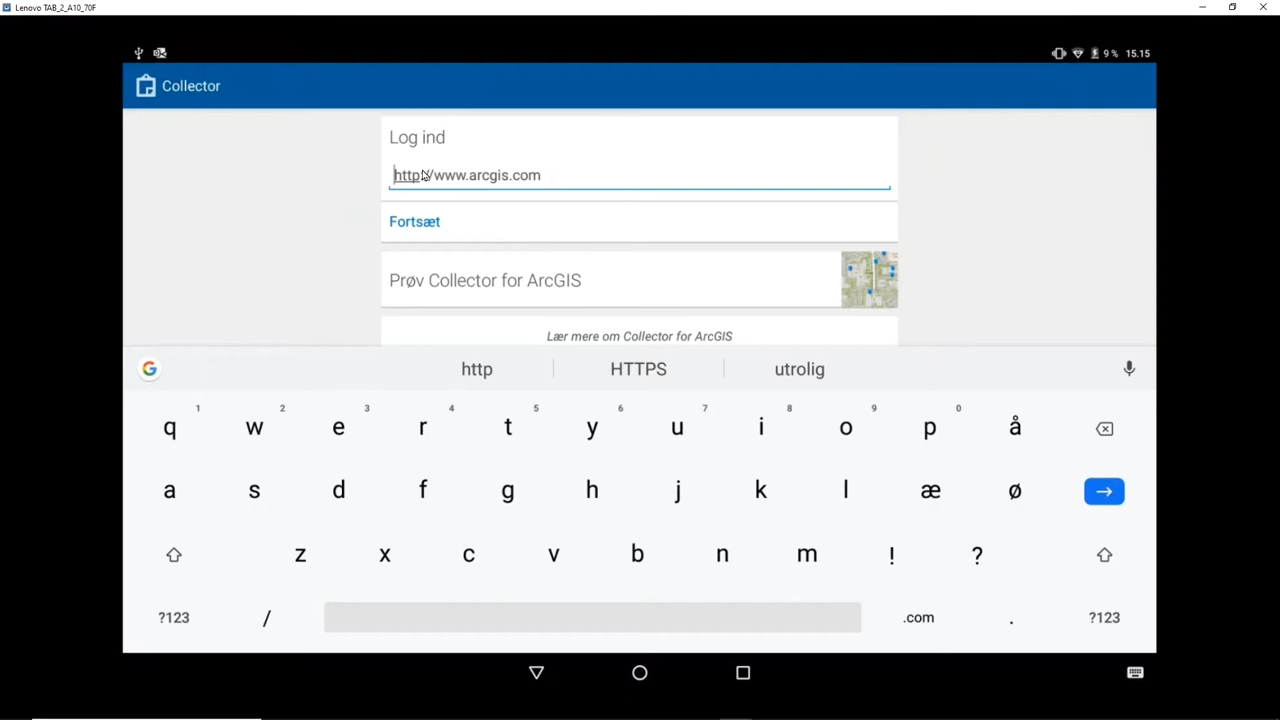 Lenovo TAB_2_A10_70F
9 % 15.15
Collector
Log ind
http://www.arcgis.com
Fortsæt
Prøv Collector for ArcGIS
Lær mere om Collector for ArcGIS
http HTTPS utrolig
1 2 3 4 5 6 7 8 9 0
q w e r t y u i o p å
a s d f g h j k l æ ø
z x c v b n m ! ?
?123 / .com . ?123